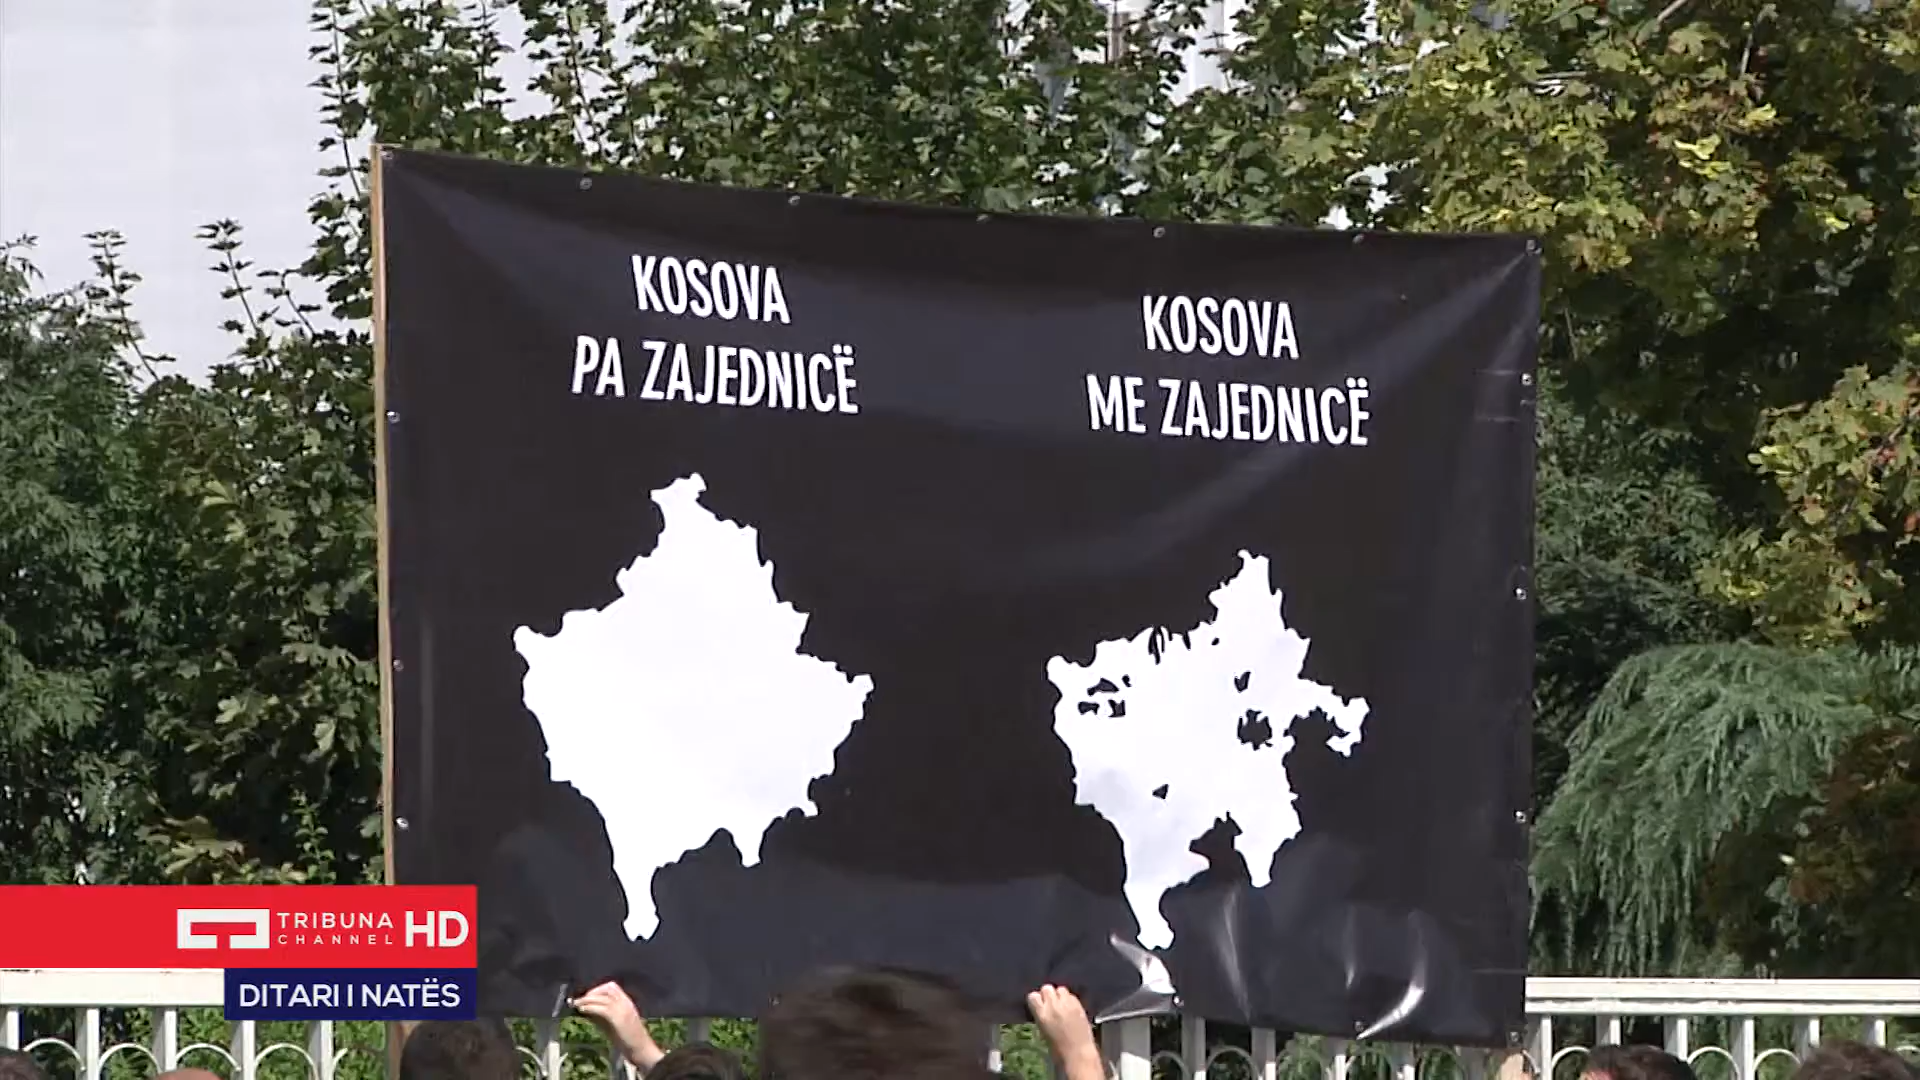 KOSOVA
PA ZAJEDNICË
KOSOVA
ME ZAJEDNICË
TRIBUNA
CHANNEL
HD
DITARI I NATËS